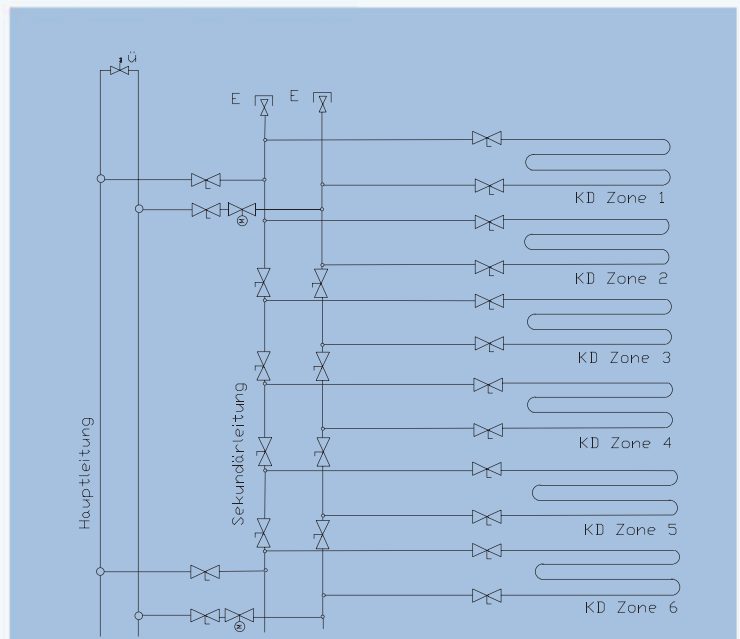 ü
E E
KD Zone 1
M
KD Zone 2
KD Zone 3
Hauptleitung
Sekundärleitung
KD Zone 4
KD Zone 5
KD Zone 6
M